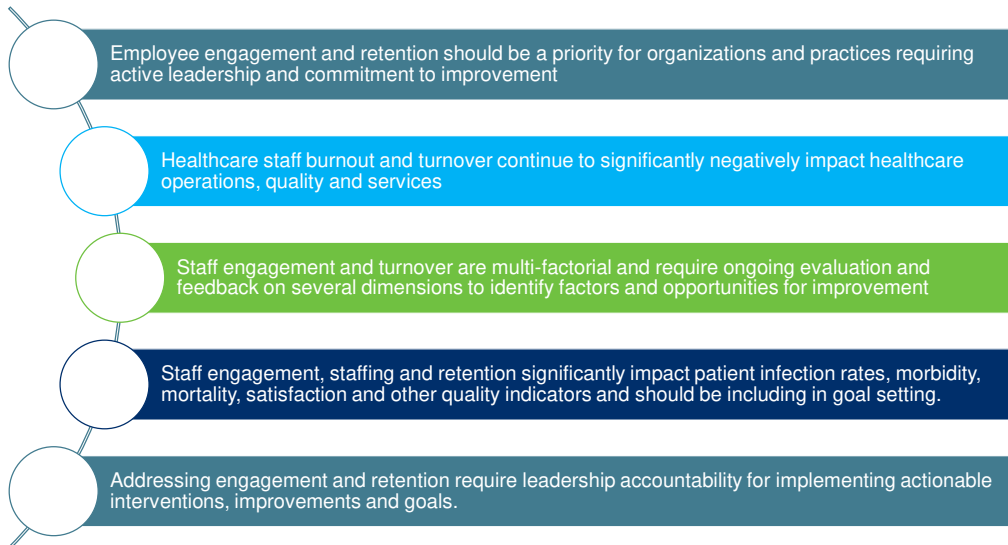 Employee engagement and retention should be a priority for organizations and practices requiring
active leadership and commitment to improvement
Healthcare staff burnout and turnover continue to significantly negatively impact healthcare
operations, quality and services
Staff engagement and turnover are multi-factorial and require ongoing evaluation and
feedback on several dimensions to identify factors and opportunities for improvement
Staff engagement, staffing and retention significantly impact patient infection rates, morbidity,
mortality, satisfaction and other quality indicators and should be including in goal setting.
Addressing engagement and retention require leadership accountability for implementing actionable
interventions, improvements and goals.